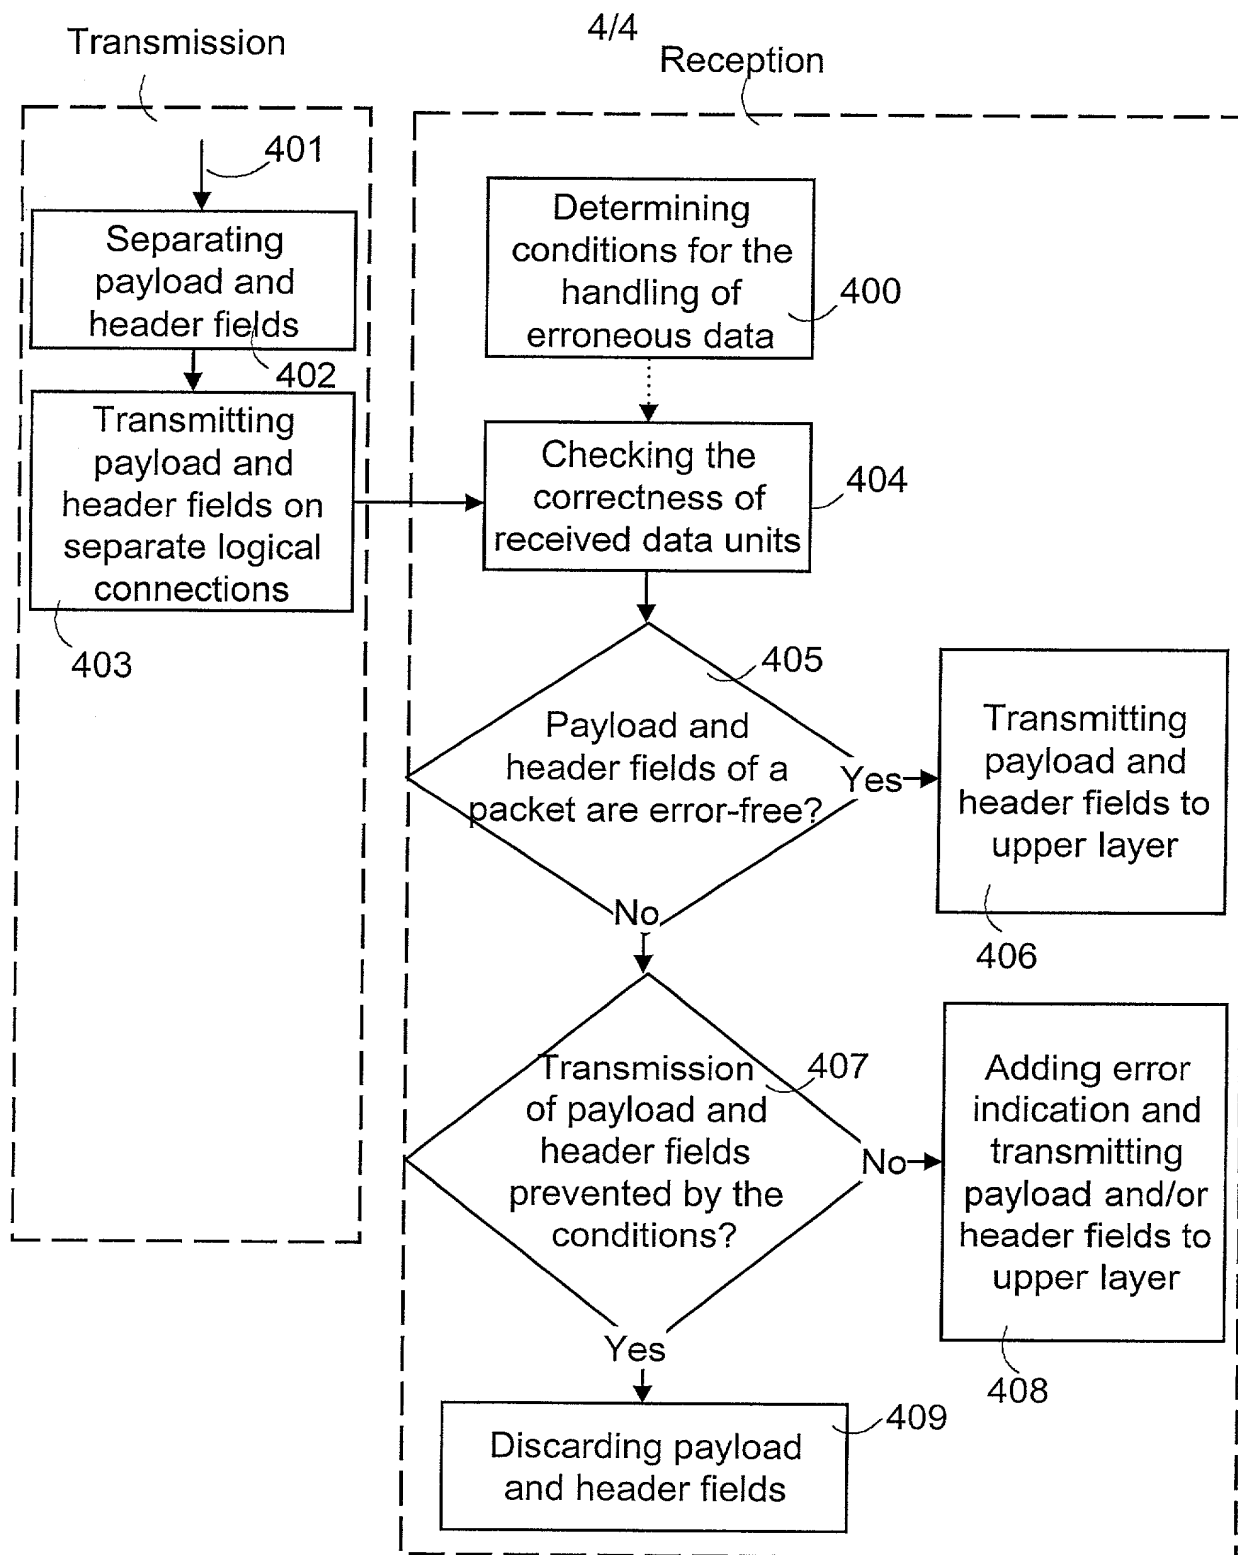 4/4
Transmission
Reception
401
Separating
payload and
header fields
402
Transmitting
payload and
header fields on
separate logical
connections
403
Determining
conditions for the
handling of
erroneous data
400
Checking the
correctness of
received data units
404
405
Payload and
header fields of a
packet are error-free?
Yes
No
Transmitting
payload and
header fields to
upper layer
406
Transmission
of payload and
header fields
prevented by the
conditions?
407
No
Yes
Adding error
indication and
transmitting
payload and/or
header fields to
upper layer
408
Discarding payload
and header fields
409